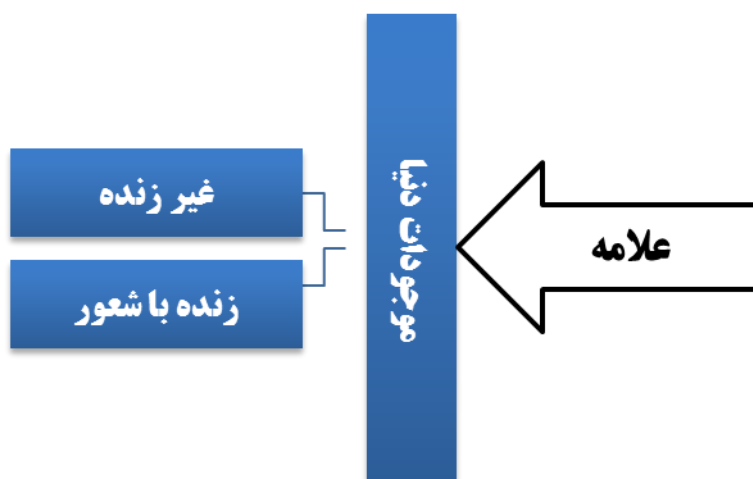 علامه
موجودات دنیا
غیر زنده
زنده با شعور